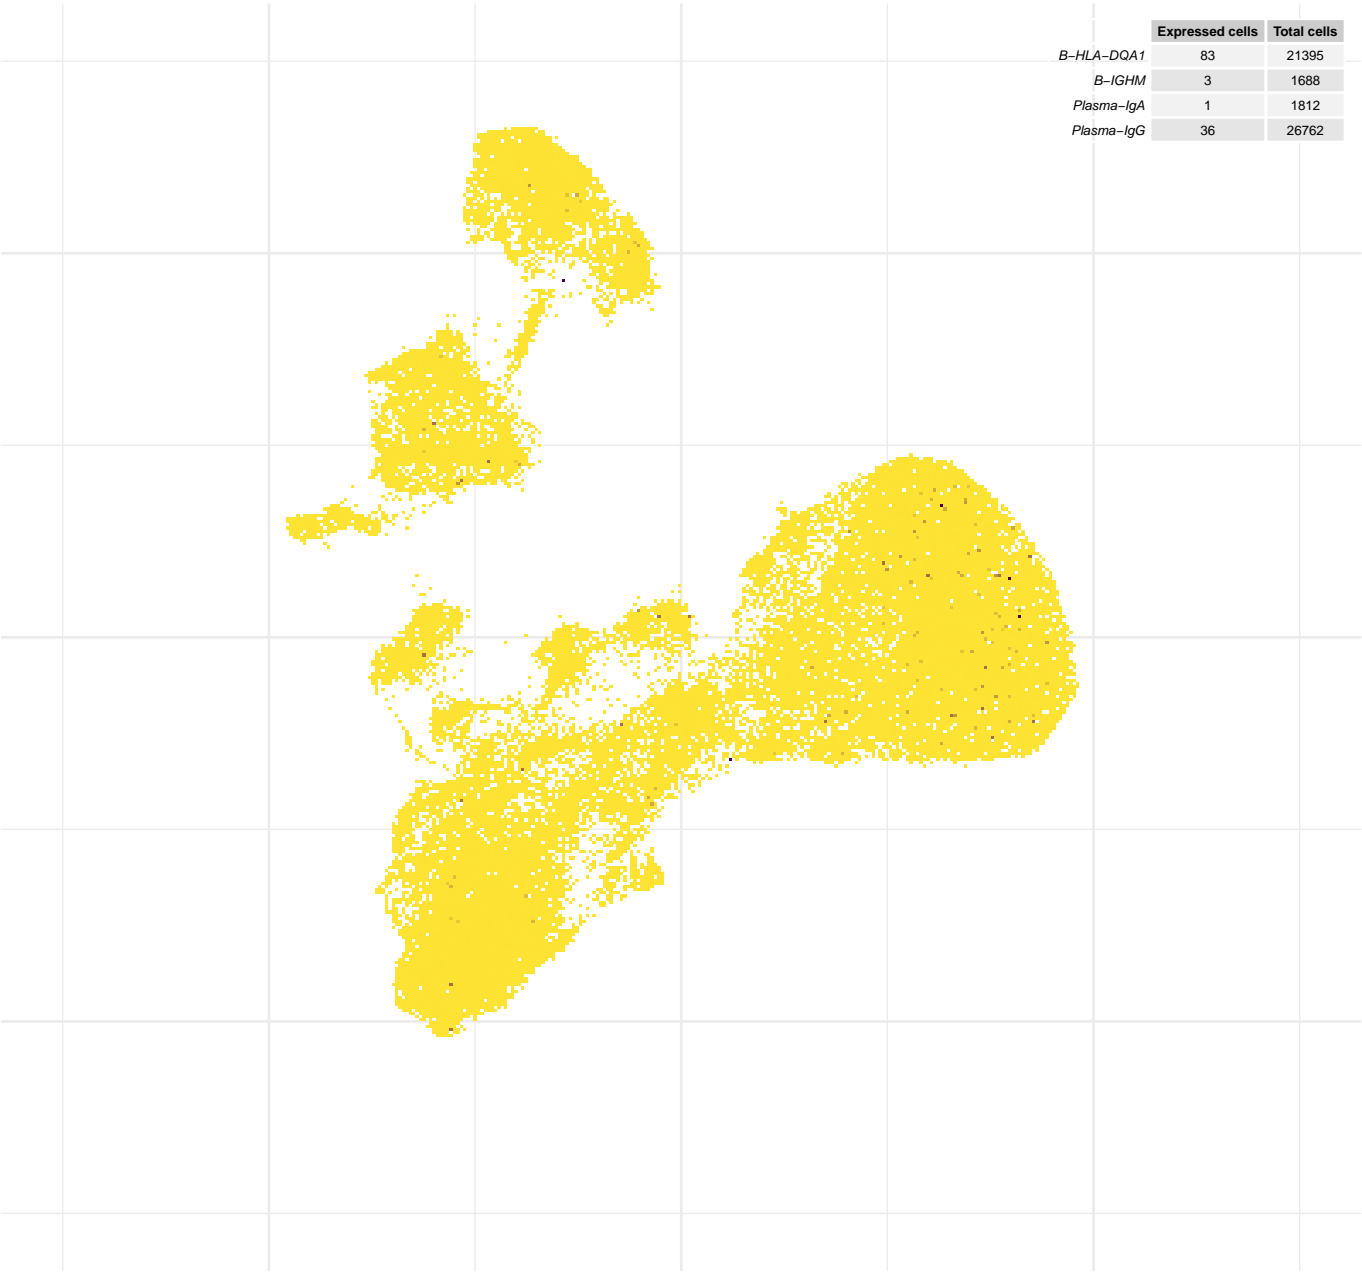 Expressed cells Total cells
B−HLA−DQA1 83 21395
B−IGHM 3 1688
Plasma−IgA 1 1812
Plasma−IgG 36 26762